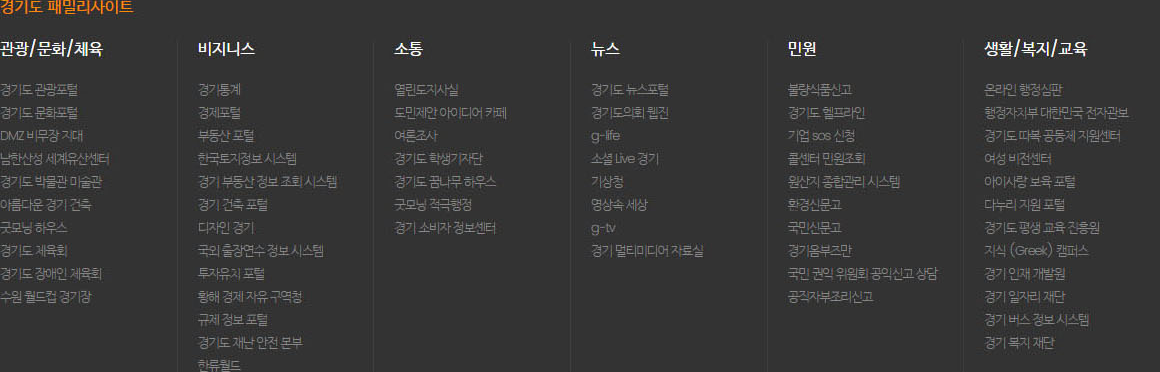 경기도 패밀리사이트
관광/문화/체육
경기도 관광포털
경기도 문화포털
DMZ 비무장 지대
남한산성 세계유산센터
경기도 박물관 미술관
아름다운 경기 건축
굿모닝 하우스
경기도 체육회
경기도 장애인 체육회
수원 월드컵 경기장
비지니스
경기통계
경제포털
부동산 포털
한국토지정보 시스템
경기 부동산 정보 조회 시스템
경기 건축 포털
디자인 경기
국외 출장연수 정보 시스템
투자유치 포털
황해 경제 자유 구역청
규제 정보 포털
경기도 재난 안전 본부
한류월드
소통
열린도지사실
도민제안 아이디어 카페
여론조사
경기도 학생기자단
경기도 꿈나무 하우스
굿모닝 적극행정
경기 소비자 정보센터
뉴스
경기도 뉴스포털
경기도의회 웹진
g-life
소셜 Live 경기
기상청
영상속 세상
g-tv
경기 멀티미디어 자료실
민원
불량식품신고
경기도 헬프라인
기업 sos 신청
콜센터 민원조회
원산지 종합관리 시스템
환경신문고
국민신문고
경기옴부즈만
국민 권익 위원회 공익신고 상담
공직자부조리신고
생활/복지/교육
온라인 행정심판
행정자치부 대한민국 전자관보
경기도 따복 공동체 지원센터
여성 비전센터
아이사랑 보육 포털
다누리 지원 포털
경기도 평생 교육 진흥원
지식 (Greek) 캠퍼스
경기 인재 개발원
경기 일자리 재단
경기 버스 정보 시스템
경기 복지 재단